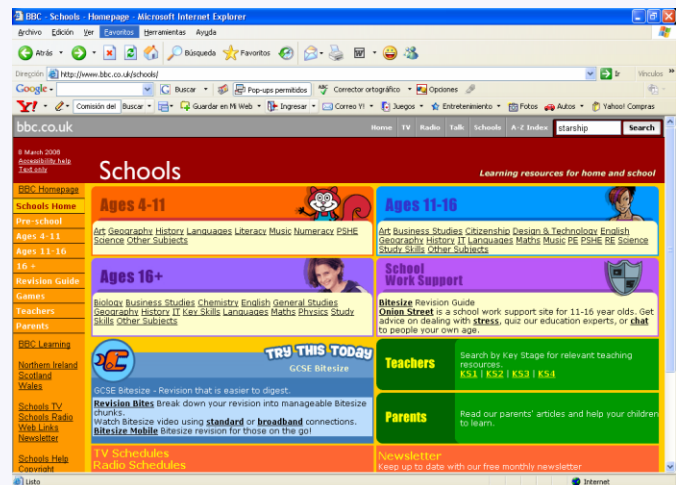 BBC - Schools - Homepage - Microsoft Internet Explorer
Archivo Edición Ver Favoritos Herramientas Ayuda
Atrás Búsqueda Favoritos
Dirección http://www.bbc.co.uk/schools/ Ir Vínculos »
Google Buscar Pop-ups permitidos Corrector ortográfico Opciones
Y! Comisión del Buscar Guardar en Mi Web Ingresar Correo Y! Juegos Entretenimiento Fotos Autos Yahoo! Compras
bbc.co.uk Home TV Radio Talk Schools A-Z Index starship Search
8 March 2008
Accessibility help
Text only
Schools
Learning resources for home and school
BBC Homepage
Schools Home
Pre-school
Ages 4-11
Ages 11-16
16 +
Revision Guide
Games
Teachers
Parents
BBC Learning
Northern Ireland
Scotland
Wales
Schools TV
Schools Radio
Web Links
Newsletter
Schools Help
Copyright
Ages 4-11
Art Geography History Languages Literacy Music Numeracy PSHE
Science Other Subjects
Ages 11-16
Art Business Studies Citizenship Design & Technology English
Geography History IT Languages Maths Music PE PSHE RE Science
Study Skills Other Subjects
Ages 16+
Biology Business Studies Chemistry English General Studies
Geography History IT Key Skills Languages Maths Physics Study
Skills Other Subjects
School
Work Support
Bitesize Revision Guide
Onion Street is a school work support site for 11-16 year olds. Get
advice on dealing with stress, quiz our education experts, or chat
to people your own age.
TRY THIS TODAY
GCSE Bitesize
GCSE Bitesize - Revision that is easier to digest.
Revision Bites Break down your revision into manageable Bitesize
chunks.
Watch Bitesize video using standard or broadband connections.
Bitesize Mobile Bitesize revision for those on the go!
Teachers
Search by Key Stage for relevant teaching
resources.
KS1 | KS2 | KS3 | KS4
Parents
Read our parents' articles and help your children
to learn.
TV Schedules
Radio Schedules
Newsletter
Keep up to date with our free monthly newsletter
Listo Internet